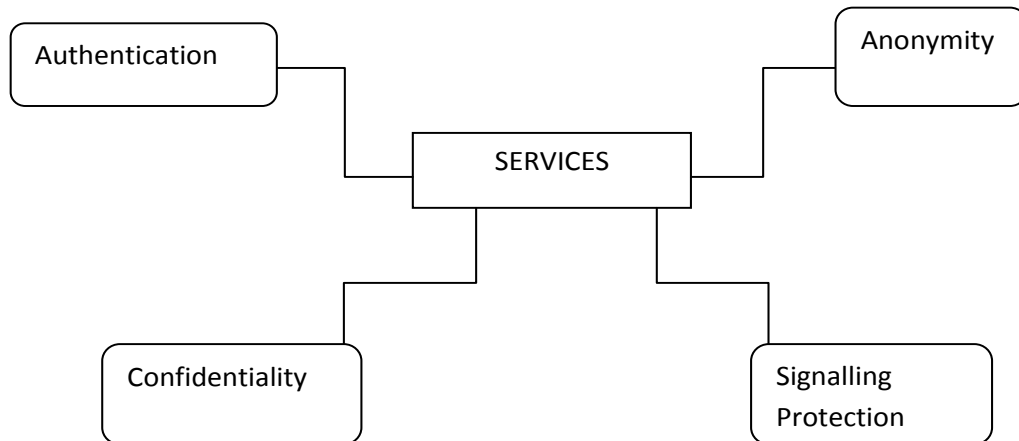 Authentication
Anonymity
SERVICES
Confidentiality
Signalling
Protection